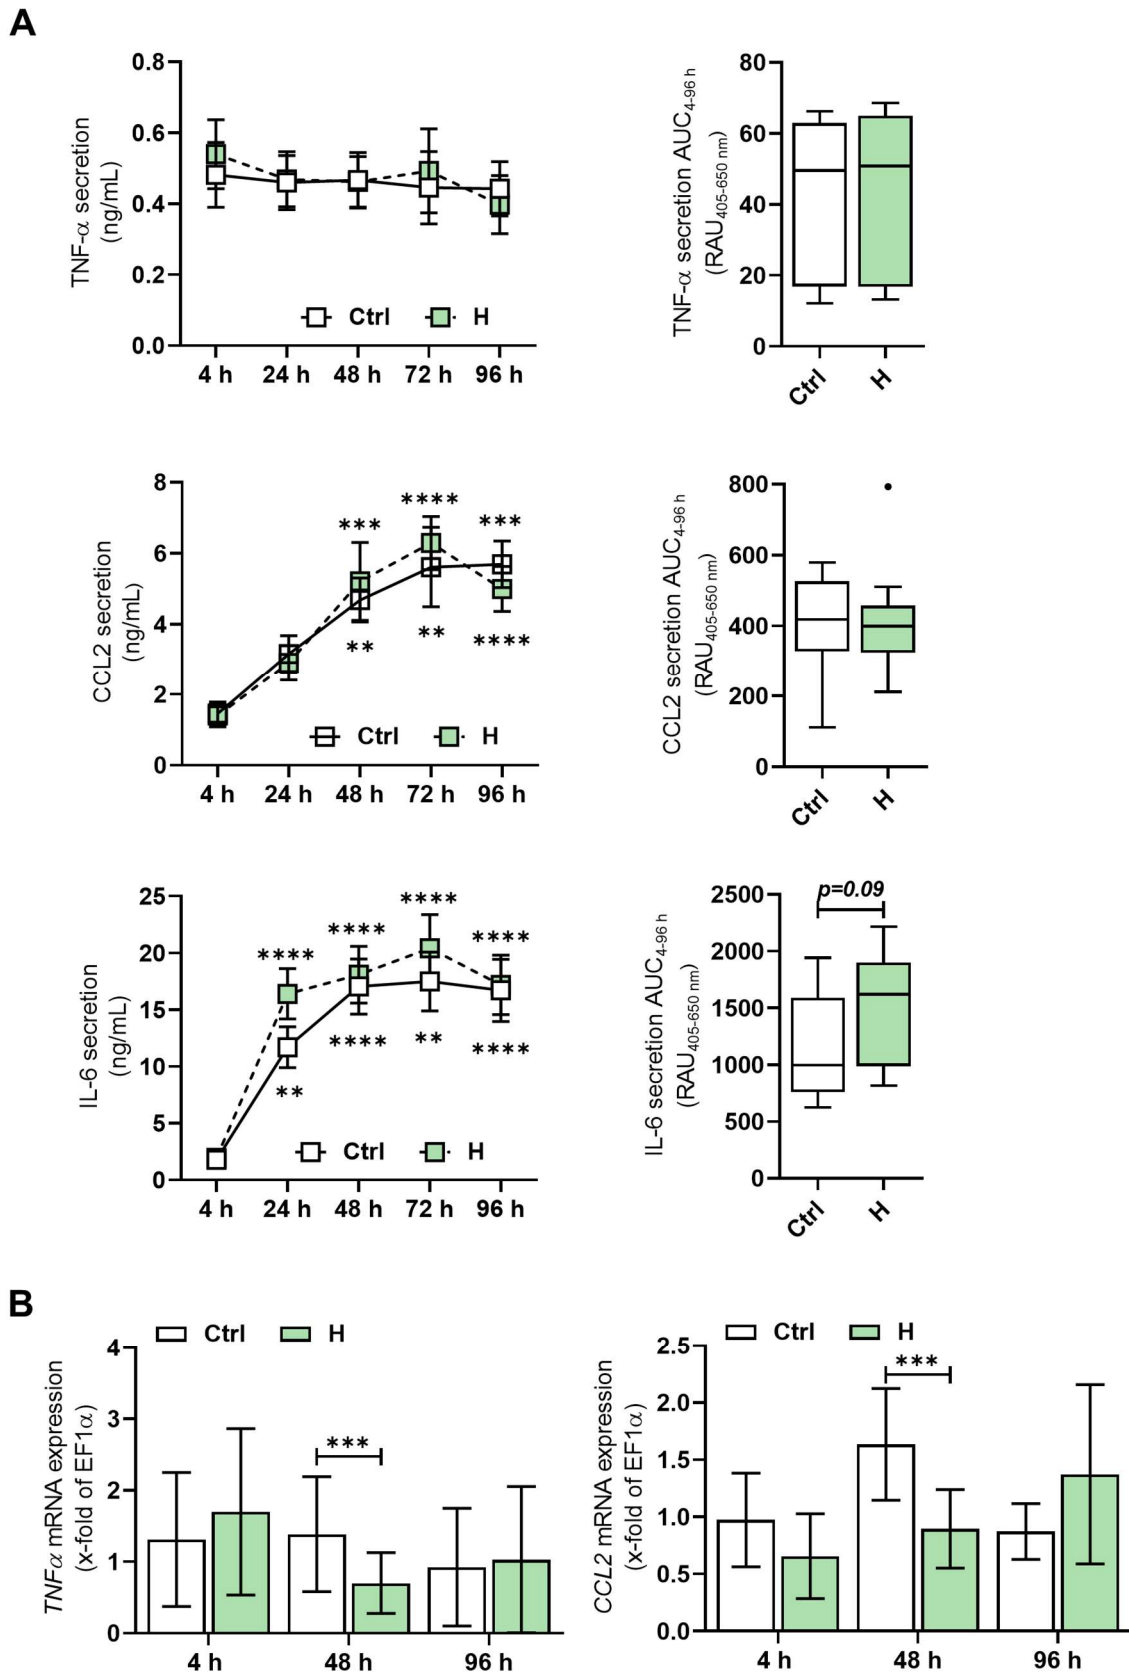 A
TNF-α secretion
(ng/mL)
0.8
0.6
0.4
0.2
0.0
Ctrl H
4 h 24 h 48 h 72 h 96 h
TNF-α secretion AUC4-96 h
(RAU405-650 nm)
80
60
40
20
0
Ctrl H
CCL2 secretion
(ng/mL)
8
6
4
2
0
*** **** ***
** ** ****
Ctrl H
4 h 24 h 48 h 72 h 96 h
CCL2 secretion AUC4-96 h
(RAU405-650 nm)
800
600
400
200
0
Ctrl H
IL-6 secretion
(ng/mL)
25
20
15
10
5
0
**** **** **** ****
** **** ** ****
Ctrl H
4 h 24 h 48 h 72 h 96 h
IL-6 secretion AUC4-96 h
(RAU405-650 nm)
2500
2000
1500
1000
500
0
p=0.09
Ctrl H
B
Ctrl H
TNFα mRNA expression
(x-fold of EF1α)
4
3
2
1
0
***
4 h 48 h 96 h
Ctrl H
CCL2 mRNA expression
(x-fold of EF1α)
2.5
2.0
1.5
1.0
0.5
0.0
***
4 h 48 h 96 h